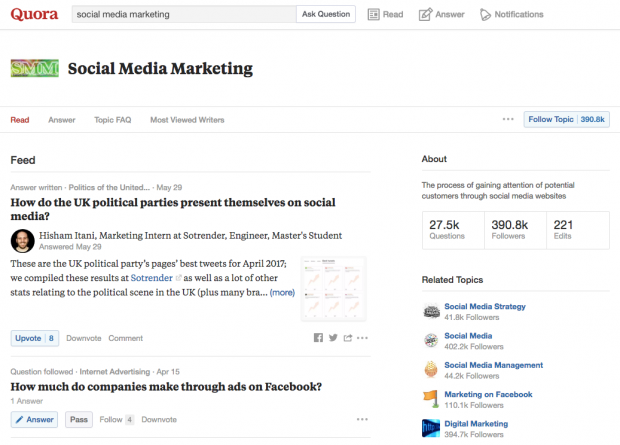 Quora
social media marketing
Ask Question
Read
Answer
Notifications
SMM
Social Media Marketing
Read
Answer
Topic FAQ
Most Viewed Writers
Follow Topic 390.8k
Feed
Answer written · Politics of the United... · May 29
How do the UK political parties present themselves on social
media?
Hisham Itani, Marketing Intern at Sotrender, Engineer, Master's Student
Answered May 29
These are the UK political party's pages' best tweets for April 2017;
we compiled these results at Sotrender as well as a lot of other
stats relating to the political scene in the UK (plus many bra... (more)
Upvote 8
Downvote
Comment
Question followed · Internet Advertising · Apr 15
How much do companies make through ads on Facebook?
1 Answer
Answer
Pass
Follow 4
Downvote
About
The process of gaining attention of potential
customers through social media websites
27.5k
Questions
390.8k
Followers
221
Edits
Related Topics
Social Media Strategy
41.8k Followers
Social Media
402.2k Followers
Social Media Management
44.2k Followers
Marketing on Facebook
110.1k Followers
Digital Marketing
394.7k Followers